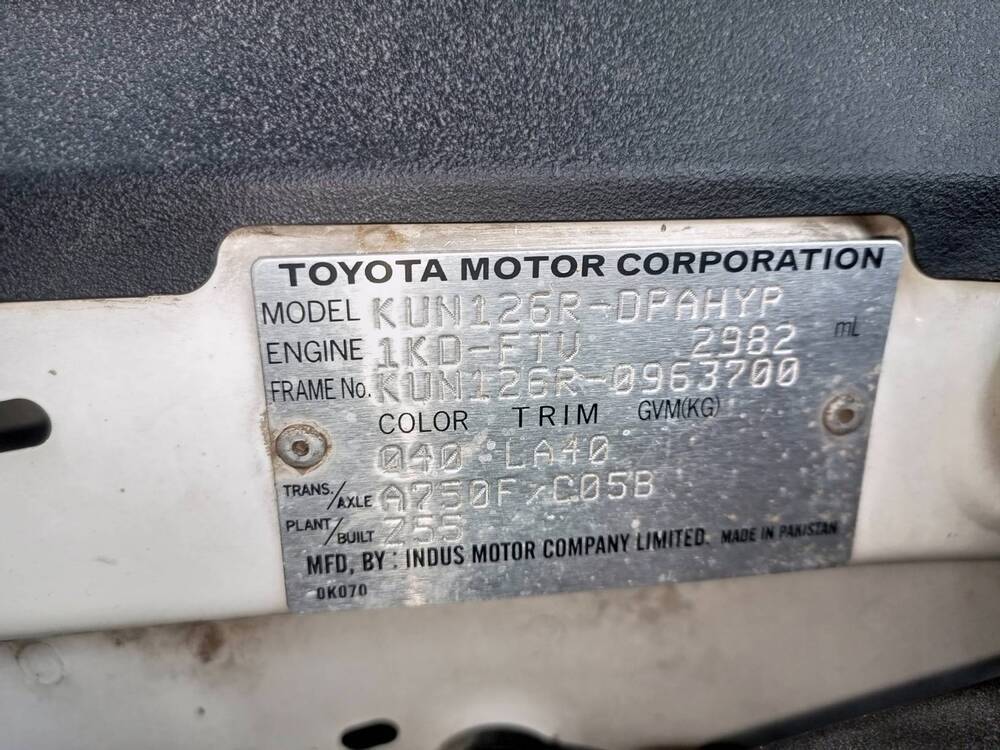 TOYOTA MOTOR CORPORATION
MODEL KUN126R-DPAHYP
ENGINE 1KD-FTV 2982 mL
FRAME No. KUN126R-0963700
COLOR TRIM GVM(KG)
040 LA40
TRANS./AXLE A750F/C05B
PLANT/BUILT Z55
MFD, BY : INDUS MOTOR COMPANY LIMITED. MADE IN PAKISTAN
0K070